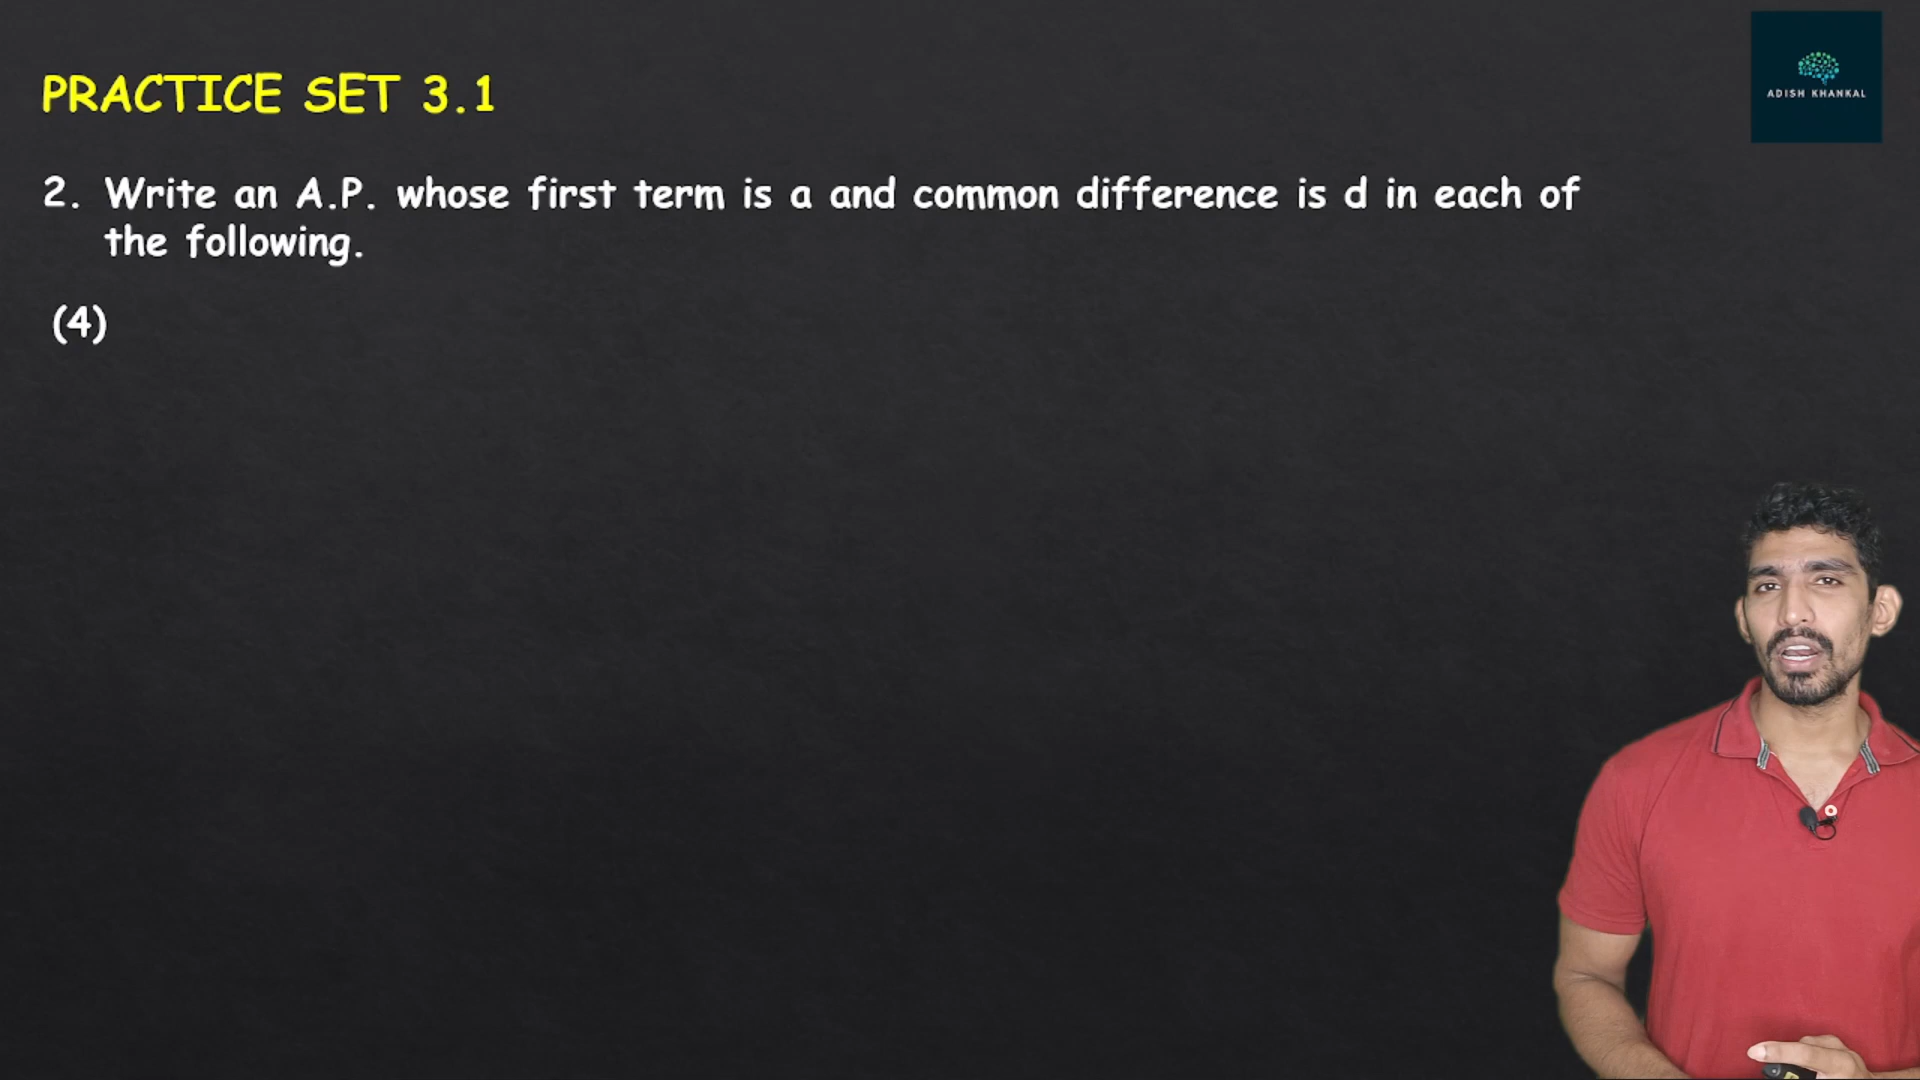 ADISH KHANKAL
PRACTICE SET 3.1
2. Write an A.P. whose first term is a and common difference is d in each of
the following.
(4)